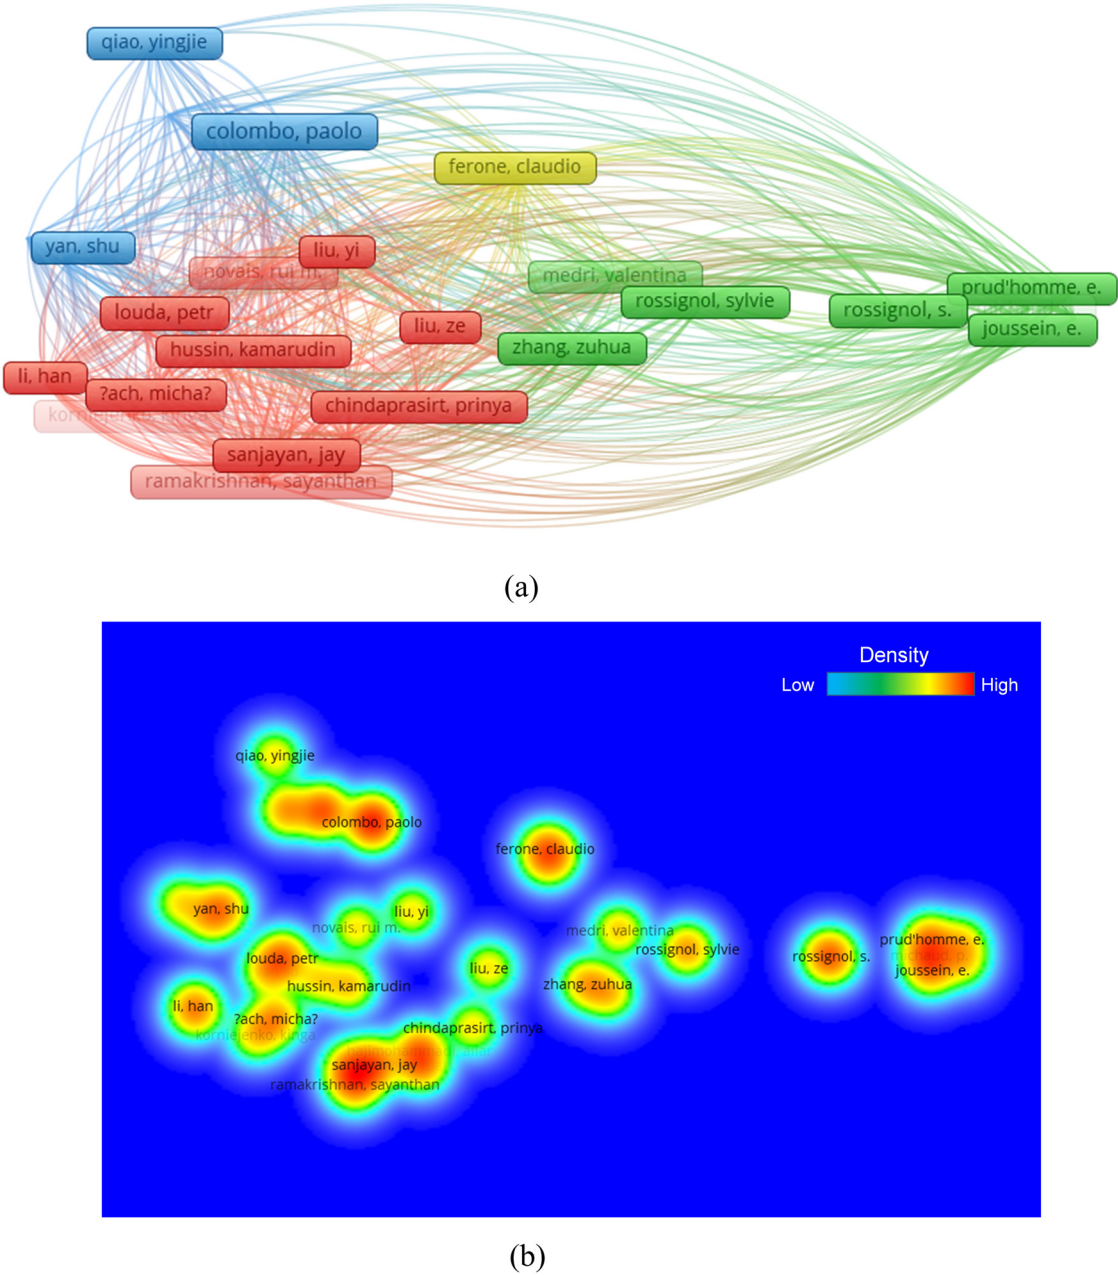 qiao, yingjie
colombo, paolo
ferone, claudio
yan, shu
liu, yi
novais, rui m.
medri, valentina
prud'homme, e.
rossignol, sylvie
rossignol, s.
louda, petr
liu, ze
joussein, e.
hussin, kamarudin
zhang, zuhua
li, han
?ach, micha?
chindaprasirt, prinya
sanjayan, jay
ramakrishnan, sayanthan
(a)
Density
Low
High
qiao, yingjie
colombo, paolo
ferone, claudio
yan, shu
liu, yi
novais, rui m.
medri, valentina
prud'homme, e.
rossignol, sylvie
michaud, p.
louda, petr
rossignol, s.
liu, ze
joussein, e.
hussin, kamarudin
zhang, zuhua
li, han
?ach, micha?
chindaprasirt, prinya
korniejenko, kinga
sanjayan, jay
ramakrishnan, sayanthan
(b)